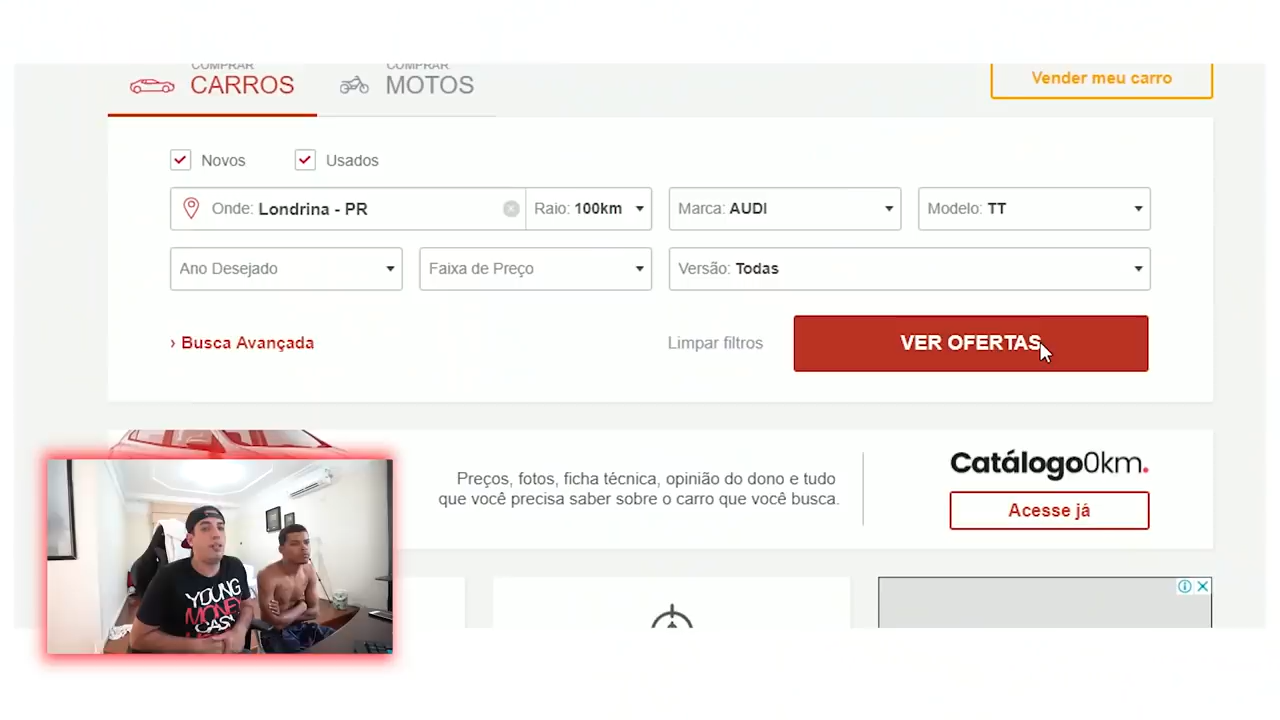 COMPRAR
CARROS
COMPRAR
MOTOS
Vender meu carro
Novos
Usados
Onde: Londrina - PR
Raio: 100km
Marca: AUDI
Modelo: TT
Ano Desejado
Faixa de Preço
Versão: Todas
› Busca Avançada
Limpar filtros
VER OFERTAS
Preços, fotos, ficha técnica, opinião do dono e tudo
que você precisa saber sobre o carro que você busca.
Catálogo0km.
Acesse já
YOUNG
MONEY
CASH